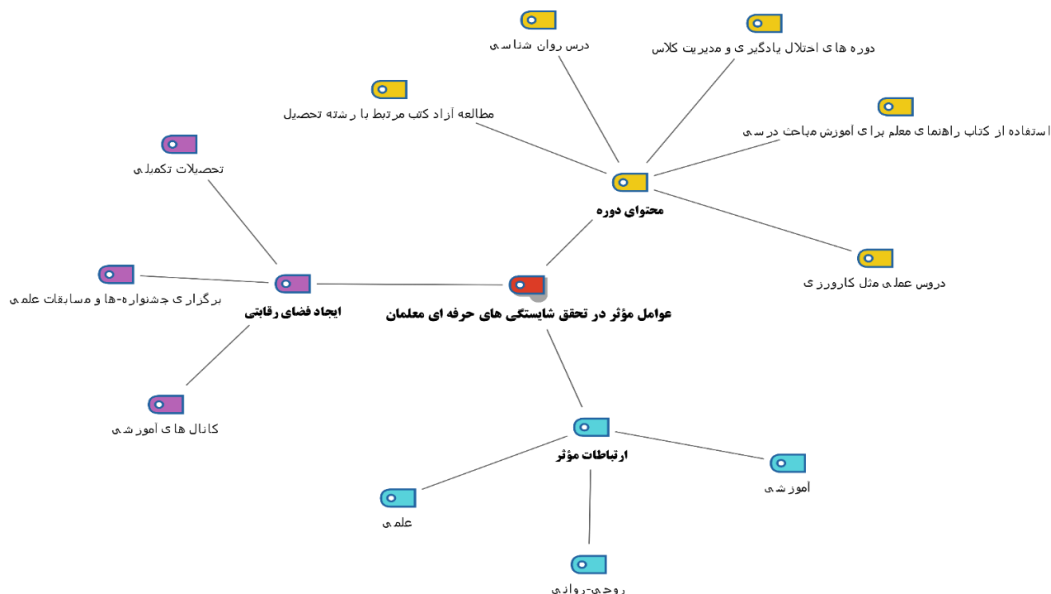 درس روان شناسی
دوره های اختلال یادگیری و مدیریت کلاس
مطالعه آزاد کتب مرتبط با رشته تحصیل
استفاده از کتاب راهنمای معلم برای آموزش مباحث درسی
تحصیلات تکمیلی
محتوای دوره
دروس عملی مثل کارورزی
برگزاری جشنواره-ها و مسابقات علمی
ایجاد فضای رقابتی
عوامل مؤثر در تحقق شایستگی های حرفه ای معلمان
کانال های آموزشی
ارتباطات مؤثر
آموزشی
علمی
روحی-روانی